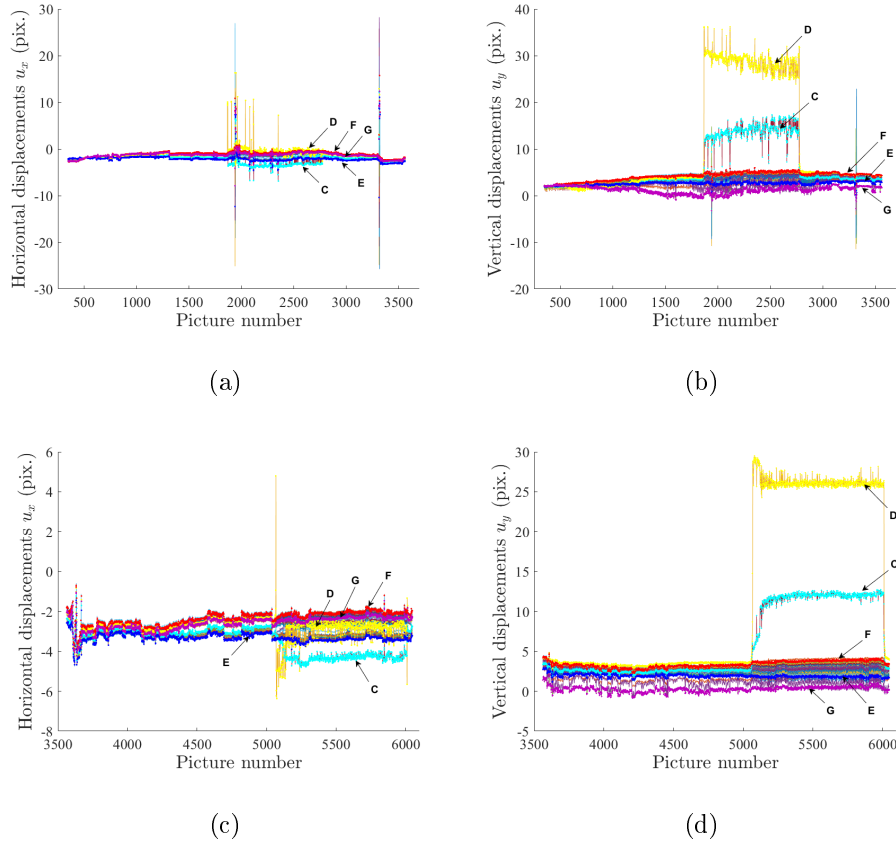 30
20
10
0
-10
-20
-30
500
1000
1500
2000
2500
3000
3500
Horizontal displacements u_x (pix.)
Picture number
D
F
G
C
E
(a)
40
30
20
10
0
-10
-20
500
1000
1500
2000
2500
3000
3500
Vertical displacements u_y (pix.)
Picture number
D
C
F
E
G
(b)
6
4
2
0
-2
-4
-6
-8
3500
4000
4500
5000
5500
6000
Horizontal displacements u_x (pix.)
Picture number
F
G
D
E
C
(c)
30
25
20
15
10
5
0
-5
3500
4000
4500
5000
5500
6000
Vertical displacements u_y (pix.)
Picture number
D
C
F
G
E
(d)